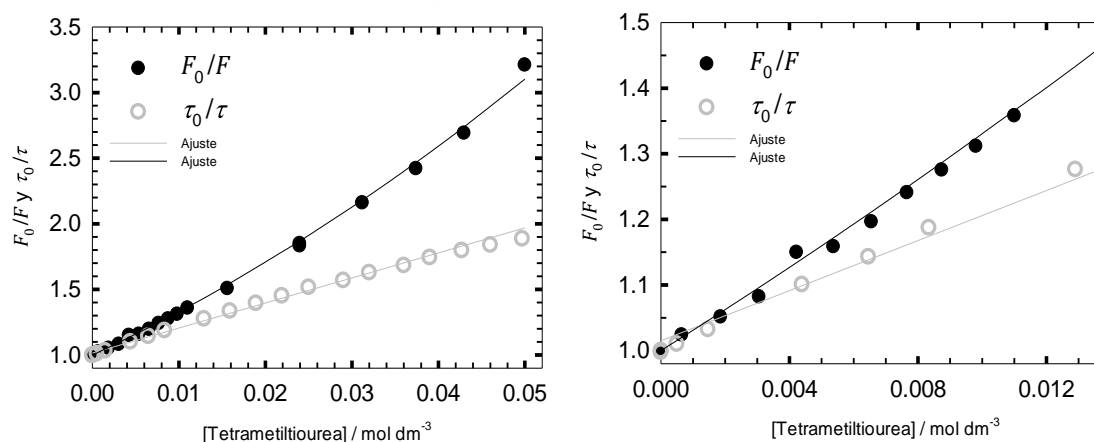 3.5
3.0
2.5
2.0
1.5
1.0
F₀/F y τ₀/τ
F₀/F
τ₀/τ
Ajuste
Ajuste
0.00 0.01 0.02 0.03 0.04 0.05
[Tetrametiltiourea] / mol dm⁻³
1.5
1.4
1.3
1.2
1.1
1.0
F₀/F y τ₀/τ
F₀/F
τ₀/τ
Ajuste
Ajuste
0.000 0.004 0.008 0.012
[Tetrametiltiourea] / mol dm⁻³